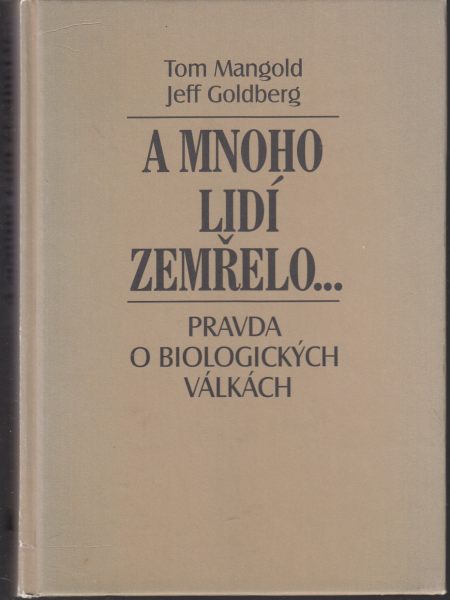 Tom Mangold
Jeff Goldberg
A MNOHO
LIDÍ
ZEMŘELO...
PRAVDA
O BIOLOGICKÝCH
VÁLKÁCH